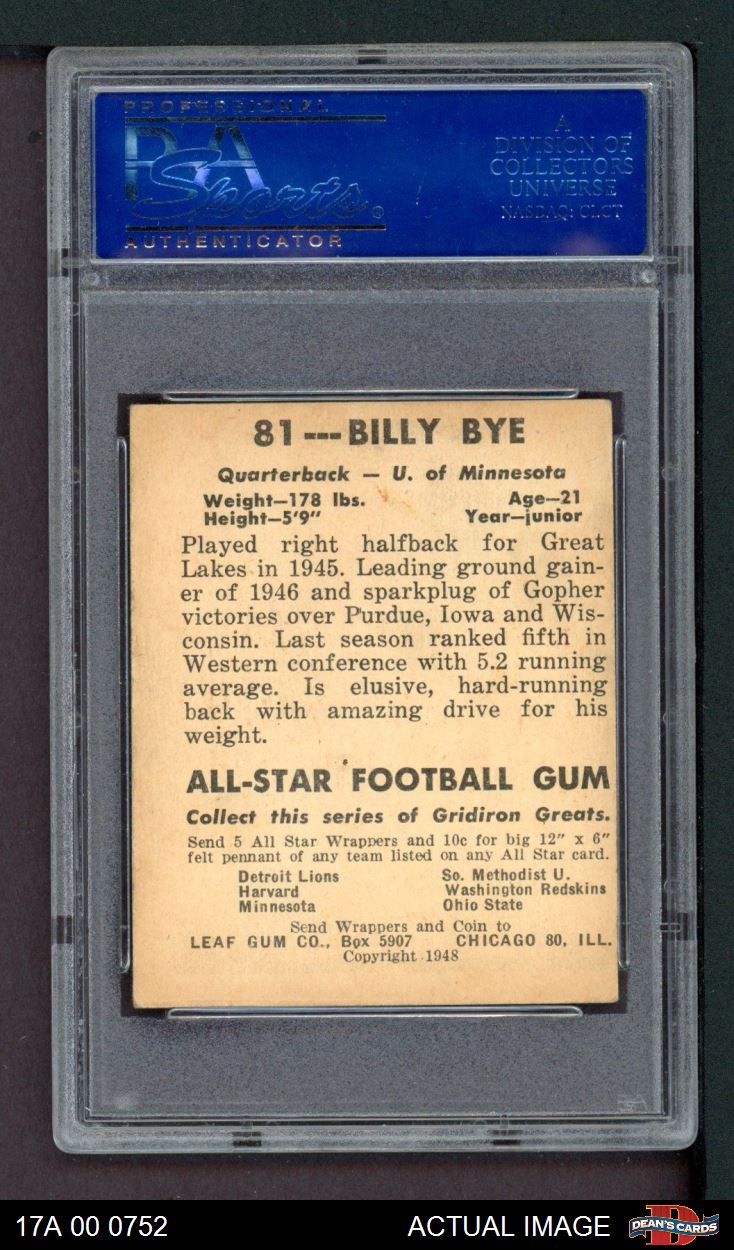 PROFESSIONAL
PSA
Sports®
AUTHENTICATOR
A
DIVISION OF
COLLECTORS
UNIVERSE
NASDAQ: CLCT
81---BILLY BYE
Quarterback — U. of Minnesota
Weight—178 lbs. Age—21
Height—5'9" Year—junior
Played right halfback for Great
Lakes in 1945. Leading ground gain-
er of 1946 and sparkplug of Gopher
victories over Purdue, Iowa and Wis-
consin. Last season ranked fifth in
Western conference with 5.2 running
average. Is elusive, hard-running
back with amazing drive for his
weight.
ALL-STAR FOOTBALL GUM
Collect this series of Gridiron Greats.
Send 5 All Star Wrappers and 10c for big 12" x 6"
felt pennant of any team listed on any All Star card.
Detroit Lions So. Methodist U.
Harvard Washington Redskins
Minnesota Ohio State
Send Wrappers and Coin to
LEAF GUM CO., Box 5907 CHICAGO 80, ILL.
Copyright 1948
17A 00 0752 ACTUAL IMAGE DEAN'S CARDS